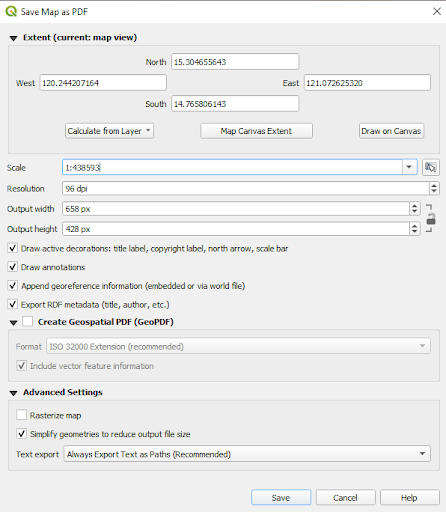 Save Map as PDF
Extent (current: map view)
North 15.304655643
West 120.244207164 East 121.072625320
South 14.765806143
Calculate from Layer Map Canvas Extent Draw on Canvas
Scale 1:438593
Resolution 96 dpi
Output width 658 px
Output height 428 px
Draw active decorations: title label, copyright label, north arrow, scale bar
Draw annotations
Append georeference information (embedded or via world file)
Export RDF metadata (title, author, etc.)
Create Geospatial PDF (GeoPDF)
Format ISO 32000 Extension (recommended)
Include vector feature information
Advanced Settings
Rasterize map
Simplify geometries to reduce output file size
Text export Always Export Text as Paths (Recommended)
Save Cancel Help